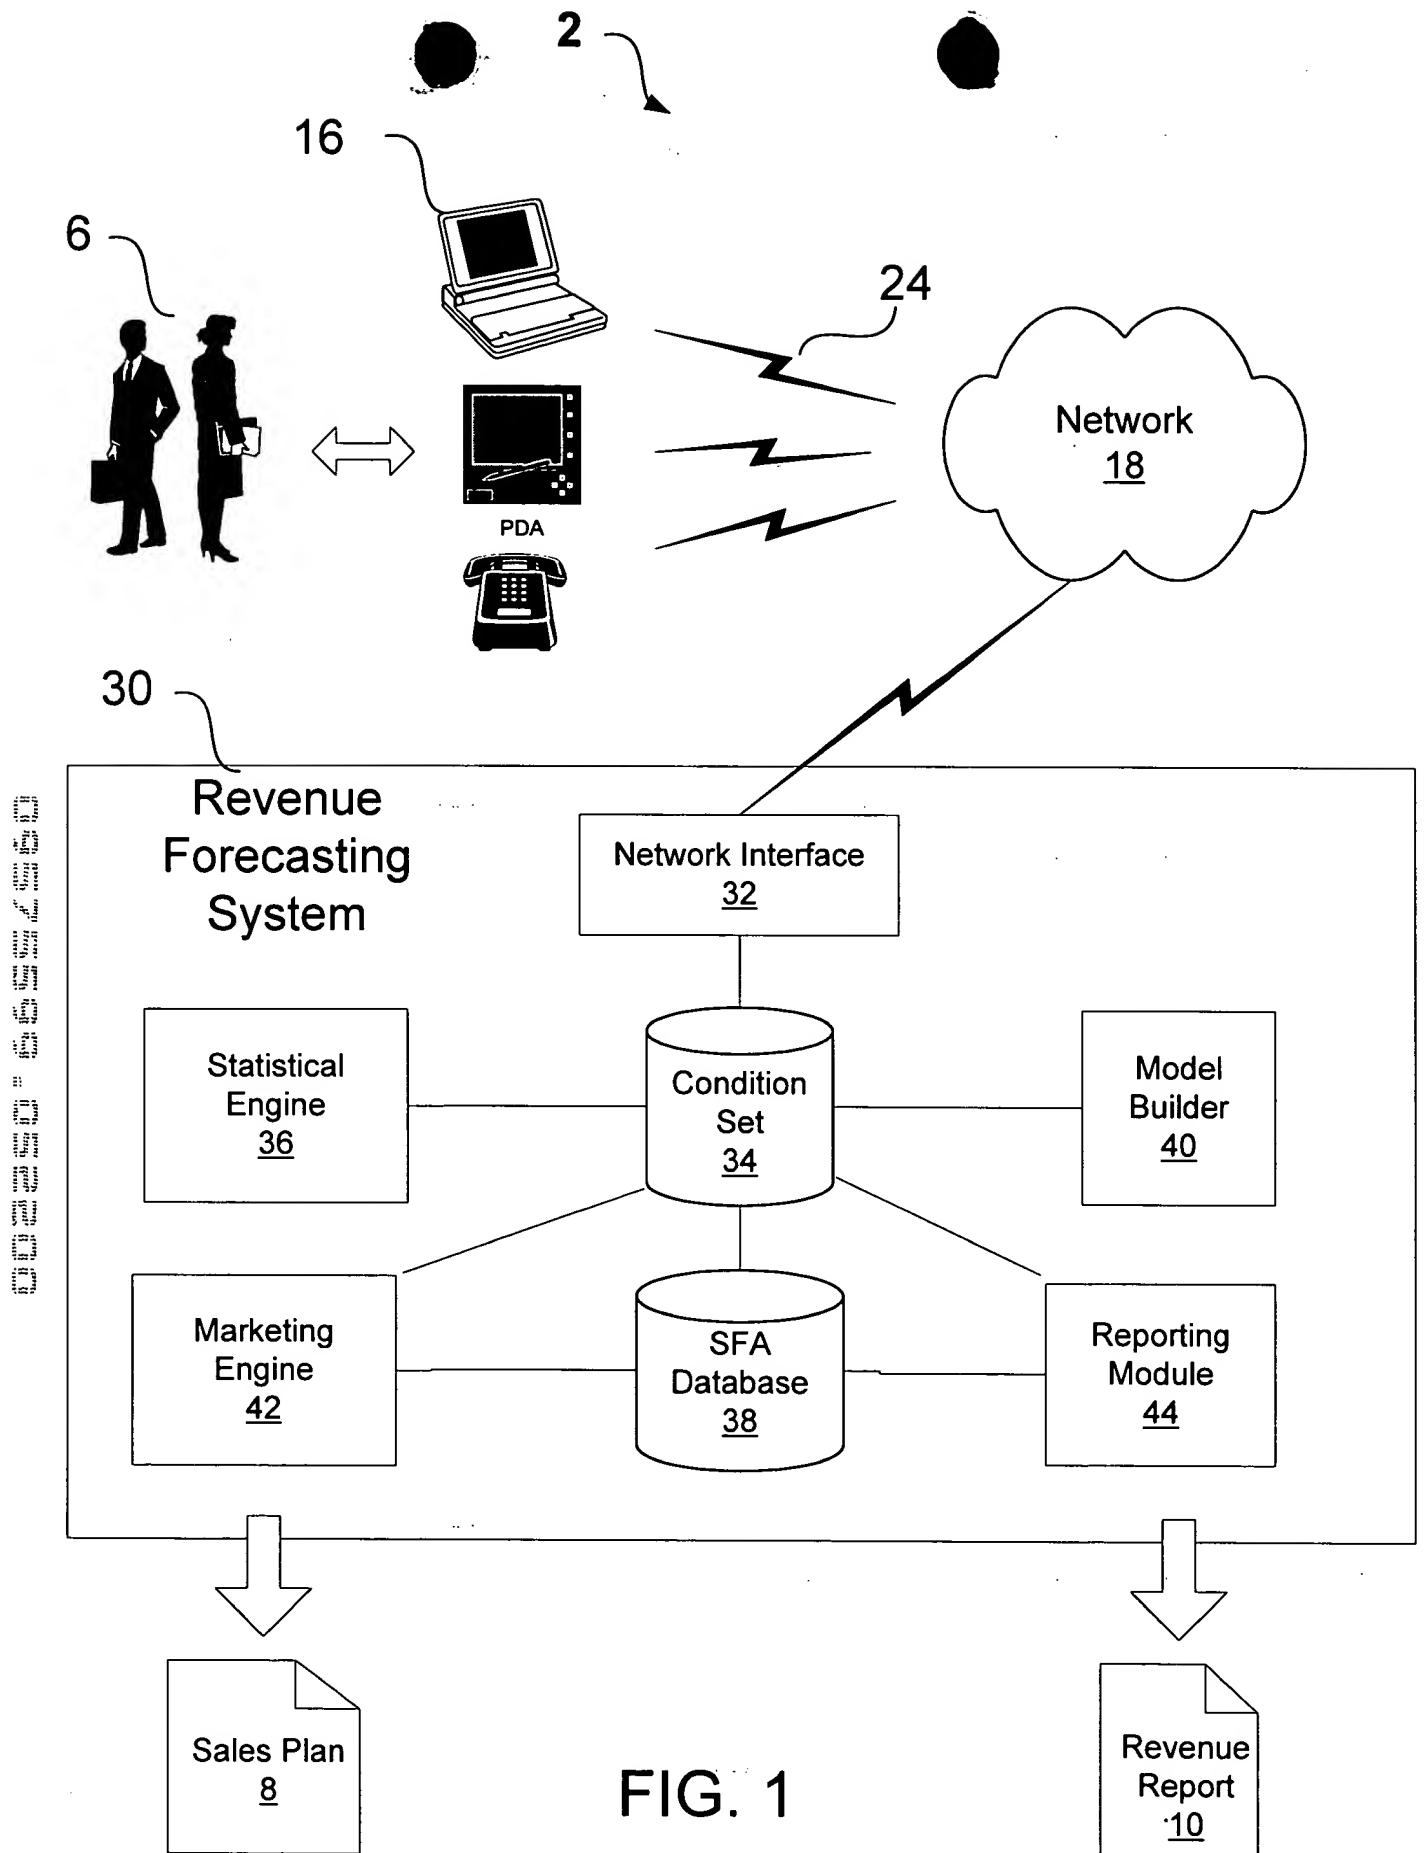 2
16
6
24
Network
18
PDA
30
Revenue
Forecasting
System
Network Interface
32
Statistical
Engine
36
Condition
Set
34
Model
Builder
40
Marketing
Engine
42
SFA
Database
38
Reporting
Module
44
Sales Plan
8
Revenue
Report
10
FIG. 1
09575599.052200